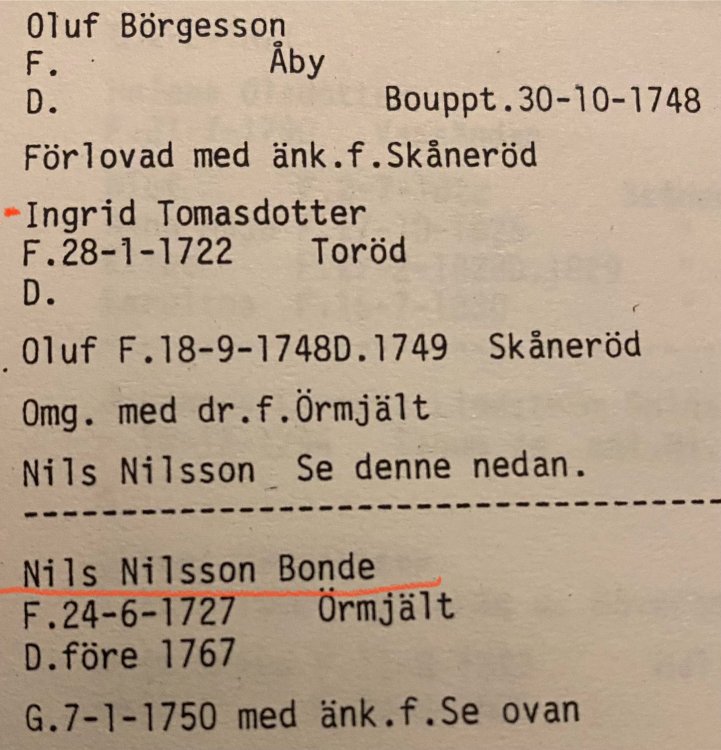 Oluf Börgesson
F. Åby
D. Bouppt.30-10-1748
Förlovad med änk.f.Skåneröd
Ingrid Tomasdotter
F.28-1-1722 Toröd
D.
Oluf F.18-9-1748D.1749 Skåneröd
Omg. med dr.f.Örmjält
Nils Nilsson Se denne nedan.
Nils Nilsson Bonde
F.24-6-1727 Örmjält
D.före 1767
G.7-1-1750 med änk.f.Se ovan